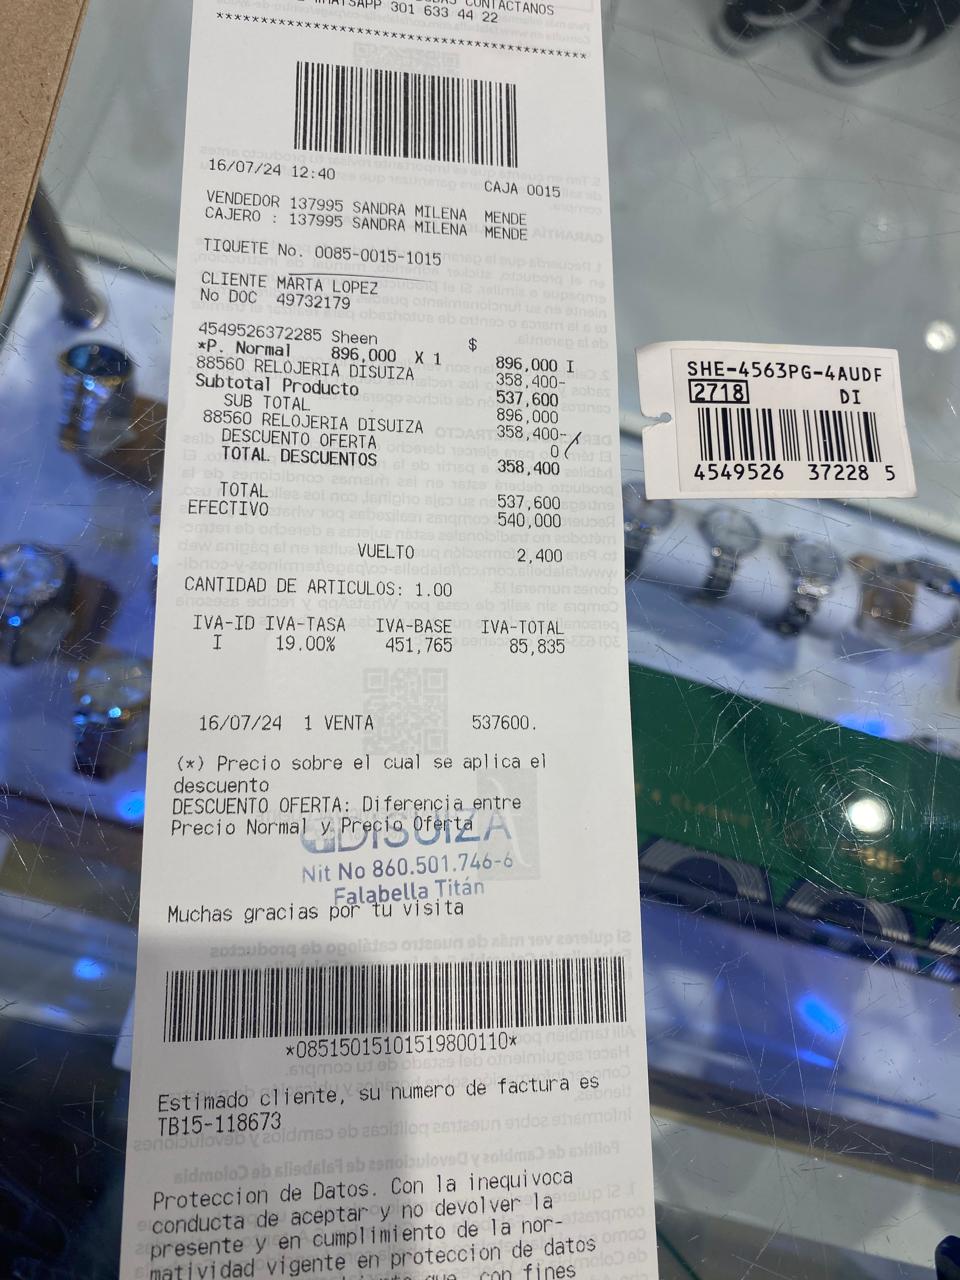 WHATSAPP 301 633 44 22
CONTACTANOS
****************************************
16/07/24 12:40 CAJA 0015
VENDEDOR 137995 SANDRA MILENA MENDE
CAJERO : 137995 SANDRA MILENA MENDE
TIQUETE No. 0085-0015-1015
CLIENTE MARTA LOPEZ
No DOC 49732179
4549526372285 Sheen $
*P. Normal 896,000 X 1 896,000 I
88560 RELOJERIA DISUIZA 358,400-
Subtotal Producto 537,600
SUB TOTAL 896,000
88560 RELOJERIA DISUIZA 358,400-
DESCUENTO OFERTA 0
TOTAL DESCUENTOS 358,400
TOTAL 537,600
EFECTIVO 540,000
VUELTO 2,400
CANTIDAD DE ARTICULOS: 1.00
IVA-ID IVA-TASA IVA-BASE IVA-TOTAL
I 19.00% 451,765 85,835
16/07/24 1 VENTA 537600.
(*) Precio sobre el cual se aplica el
descuento
DESCUENTO OFERTA: Diferencia entre
Precio Normal y Precio Oferta
DISUIZA
Nit No 860.501.746-6
Falabella Titán
Muchas gracias por tu visita
*08515015101519800110*
Estimado cliente, su numero de factura es
TB15-118673
Proteccion de Datos. Con la inequivoca
conducta de aceptar y no devolver la
presente y en cumplimiento de la nor-
matividad vigente en proteccion de datos
que, con fines
SHE-4563PG-4AUDF
2718 DI
4549526 37228 5